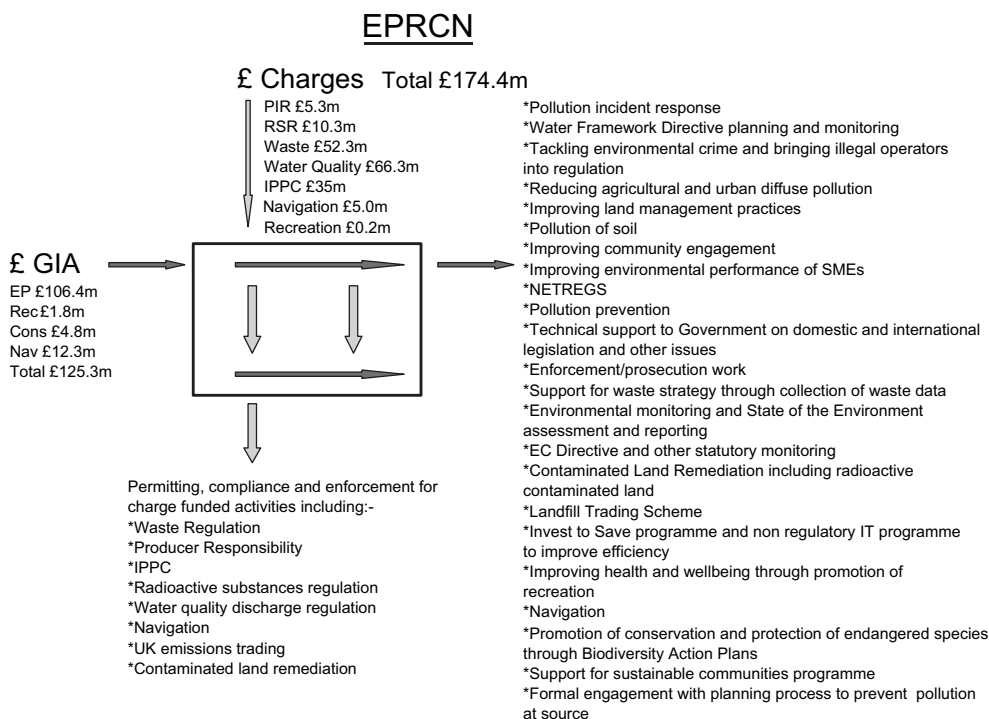 EPRCN
£ Charges Total £174.4m
PIR £5.3m
RSR £10.3m
Waste £52.3m
Water Quality £66.3m
IPPC £35m
Navigation £5.0m
Recreation £0.2m
£ GIA
EP £106.4m
Rec£1.8m
Cons £4.8m
Nav £12.3m
Total £125.3m
Permitting, compliance and enforcement for
charge funded activities including:-
*Waste Regulation
*Producer Responsibility
*IPPC
*Radioactive substances regulation
*Water quality discharge regulation
*Navigation
*UK emissions trading
*Contaminated land remediation
*Pollution incident response
*Water Framework Directive planning and monitoring
*Tackling environmental crime and bringing illegal operators
into regulation
*Reducing agricultural and urban diffuse pollution
*Improving land management practices
*Pollution of soil
*Improving community engagement
*Improving environmental performance of SMEs
*NETREGS
*Pollution prevention
*Technical support to Government on domestic and international
legislation and other issues
*Enforcement/prosecution work
*Support for waste strategy through collection of waste data
*Environmental monitoring and State of the Environment
assessment and reporting
*EC Directive and other statutory monitoring
*Contaminated Land Remediation including radioactive
contaminated land
*Landfill Trading Scheme
*Invest to Save programme and non regulatory IT programme
to improve efficiency
*Improving health and wellbeing through promotion of
recreation
*Navigation
*Promotion of conservation and protection of endangered species
through Biodiversity Action Plans
*Support for sustainable communities programme
*Formal engagement with planning process to prevent pollution
at source